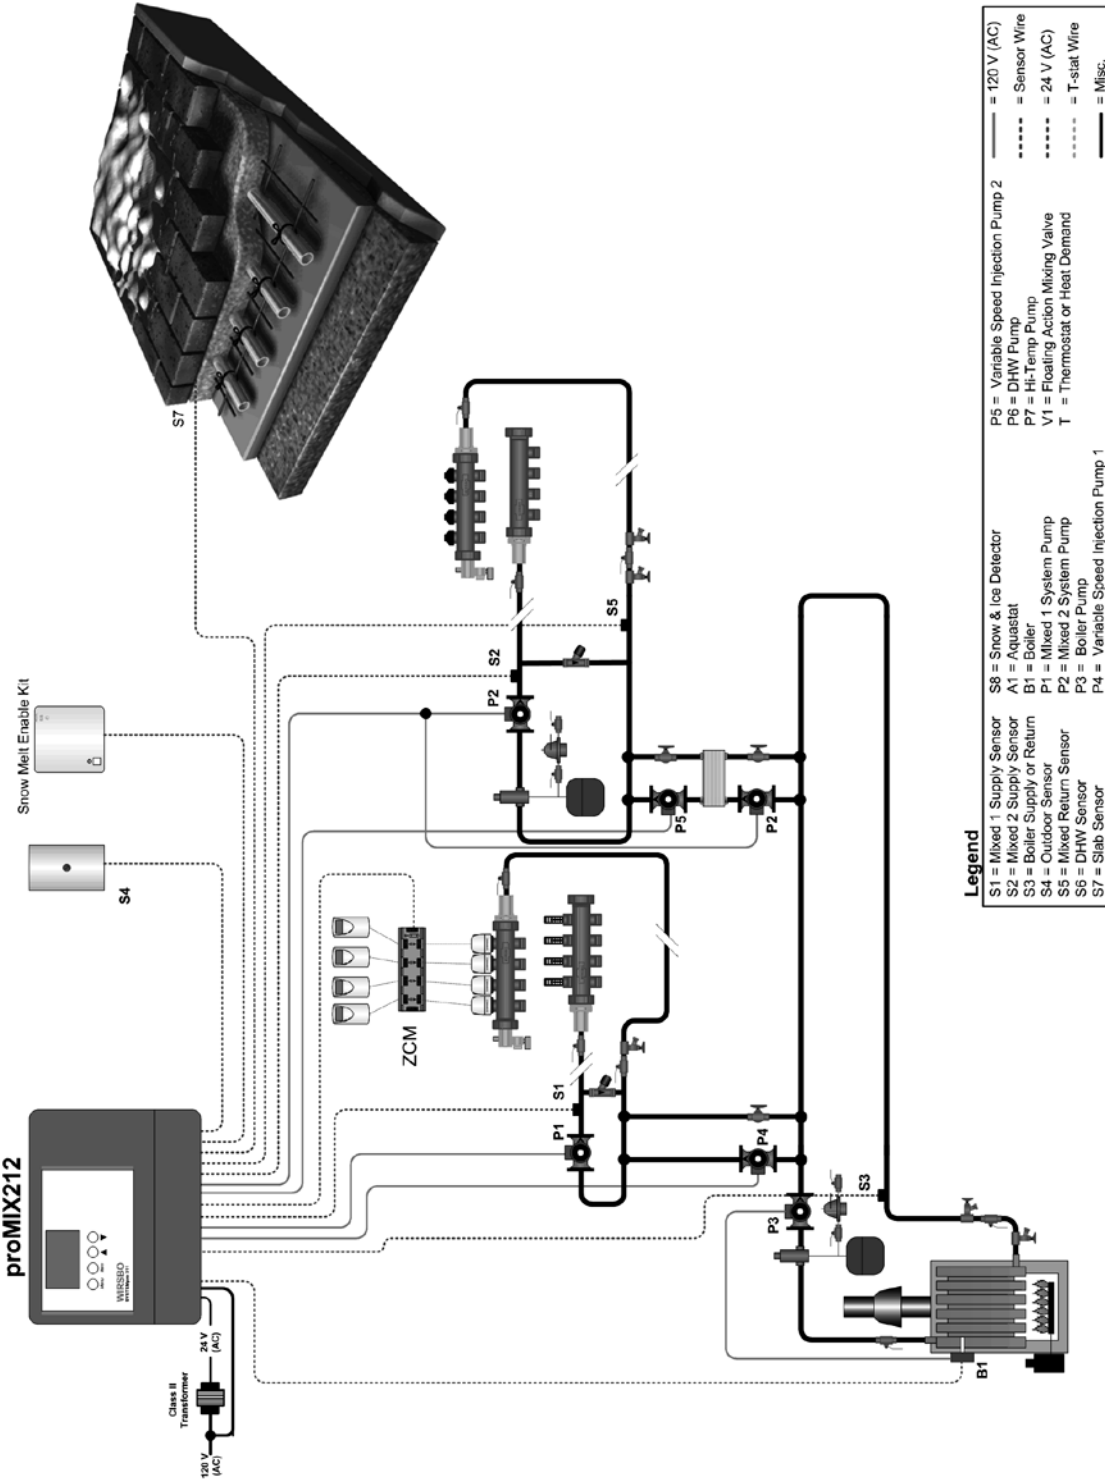 proMIX212
WIRSBO
Class II
Transformer
120 V
(AC)
24 V
(AC)
S4
Snow Melt Enable Kit
S7
ZCM
S1
P1
P4
P3
S3
B1
S2
P2
S5
P5
P2
Legend
S1 = Mixed 1 Supply Sensor
S2 = Mixed 2 Supply Sensor
S3 = Boiler Supply or Return
S4 = Outdoor Sensor
S5 = Mixed Return Sensor
S6 = DHW Sensor
S7 = Slab Sensor
S8 = Snow & Ice Detector
A1 = Aquastat
B1 = Boiler
P1 = Mixed 1 System Pump
P2 = Mixed 2 System Pump
P3 = Boiler Pump
P4 = Variable Speed Injection Pump 1
P5 = Variable Speed Injection Pump 2
P6 = DHW Pump
P7 = Hi-Temp Pump
V1 = Floating Action Mixing Valve
T = Thermostat or Heat Demand
= 120 V (AC)
= Sensor Wire
= 24 V (AC)
= T-stat Wire
= Misc.